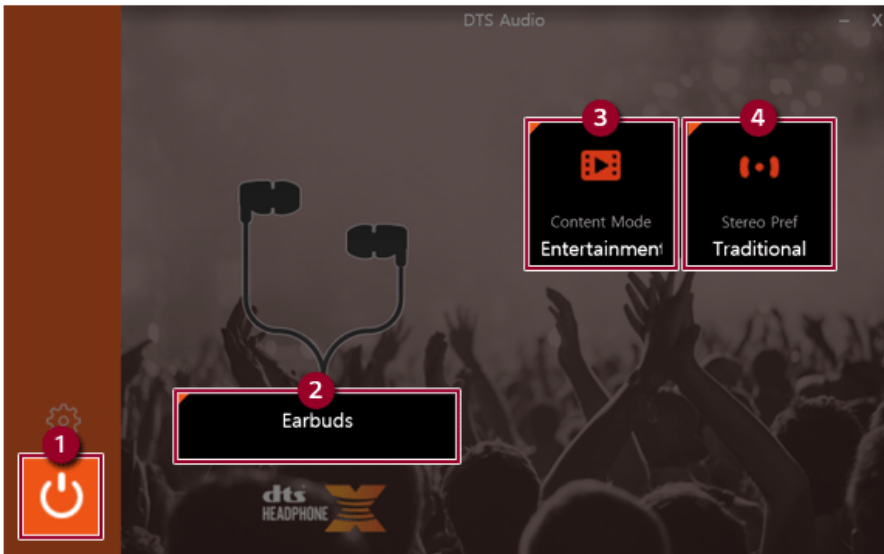 DTS Audio
– X
3
4
Content Mode
Entertainment
Stereo Pref
Traditional
2
Earbuds
1
dts
HEADPHONE X